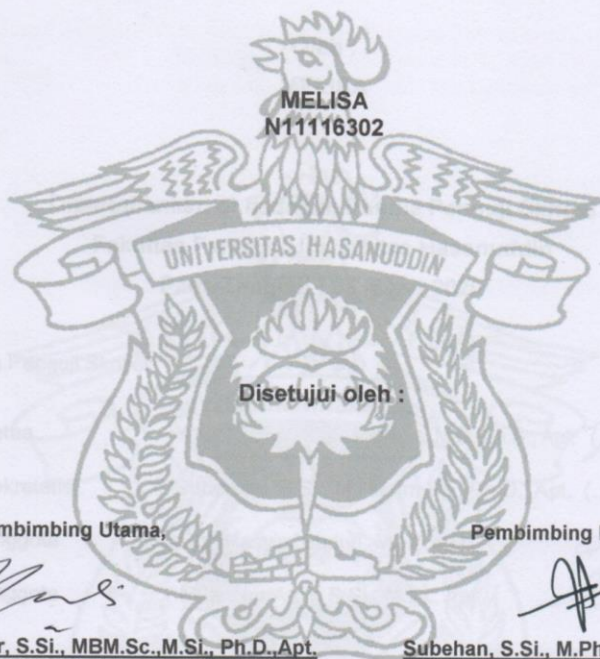 MELISA
N11116302
UNIVERSITAS HASANUDDIN
Disetujui oleh :
mbimbing Utama,
Pembimbing
r, S.Si., MBM.Sc.,M.Si., Ph.D.,Apt.
Subehan, S.Si., M.Ph